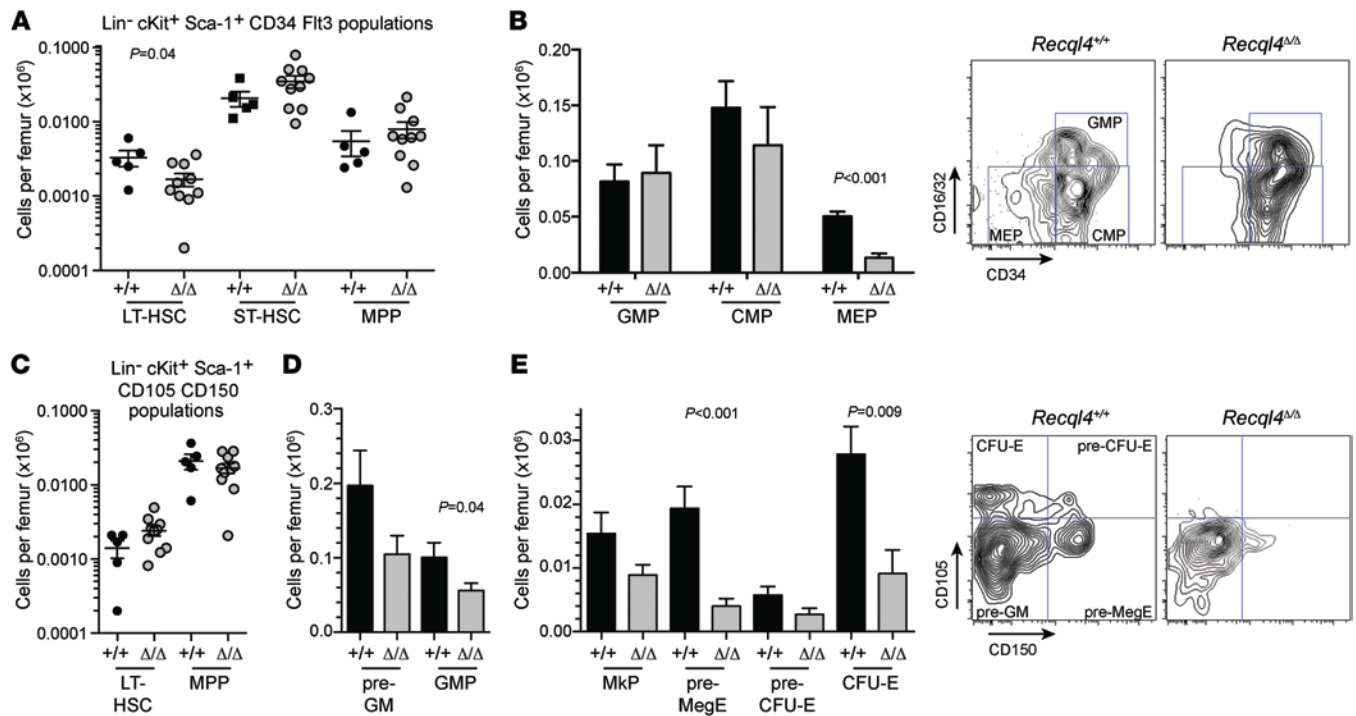 A
Lin- cKit+ Sca-1+ CD34 Flt3 populations
Cells per femur (x10⁶)
0.1000
0.0100
0.0010
0.0001
P=0.04
+/+ Δ/Δ +/+ Δ/Δ +/+ Δ/Δ
LT-HSC ST-HSC MPP
B
Cells per femur (x10⁶)
0.20
0.15
0.10
0.05
0.00
P<0.001
+/+ Δ/Δ +/+ Δ/Δ +/+ Δ/Δ
GMP CMP MEP
Recql4+/+ Recql4Δ/Δ
GMP
MEP CMP
CD16/32
CD34
C
Lin- cKit+ Sca-1+
CD105 CD150
populations
Cells per femur (x10⁶)
0.1000
0.0100
0.0010
0.0001
+/+ Δ/Δ +/+ Δ/Δ
LT- MPP
HSC
D
Cells per femur (x10⁶)
0.3
0.2
0.1
0.0
P=0.04
+/+ Δ/Δ +/+ Δ/Δ
pre- GMP
GM
E
Cells per femur (x10⁶)
0.03
0.02
0.01
0.00
P<0.001 P=0.009
+/+ Δ/Δ +/+ Δ/Δ +/+ Δ/Δ +/+ Δ/Δ
MkP pre- pre- CFU-E
MegE CFU-E
Recql4+/+ Recql4Δ/Δ
CFU-E pre-CFU-E
pre-GM pre-MegE
CD105
CD150